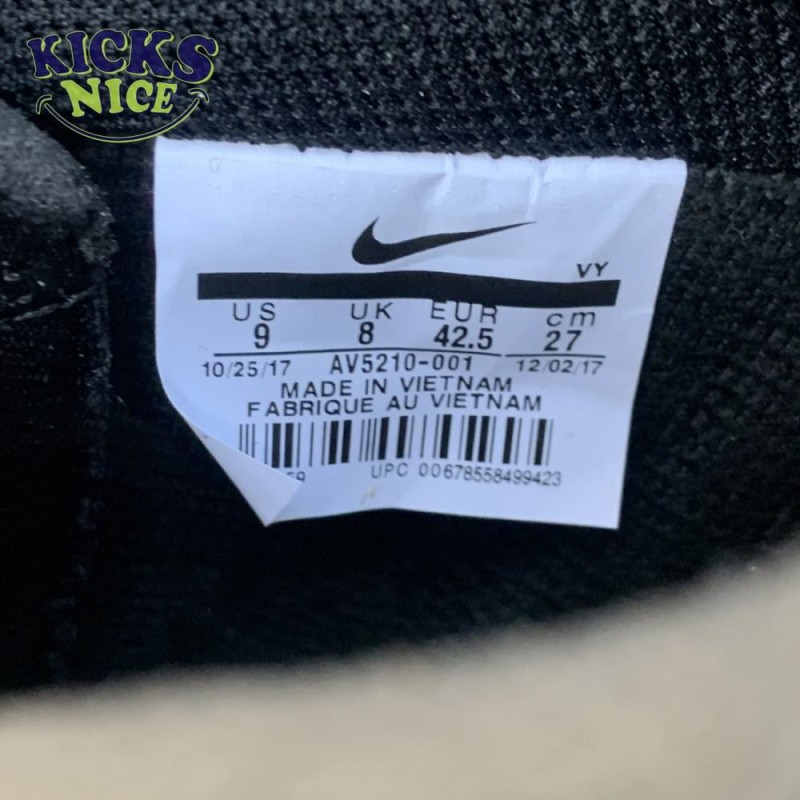 KICKS
NICE
VY
US UK EUR cm
9 8 42.5 27
10/25/17 AV5210-001 12/02/17
MADE IN VIETNAM
FABRIQUE AU VIETNAM
59 UPC 00678558499423